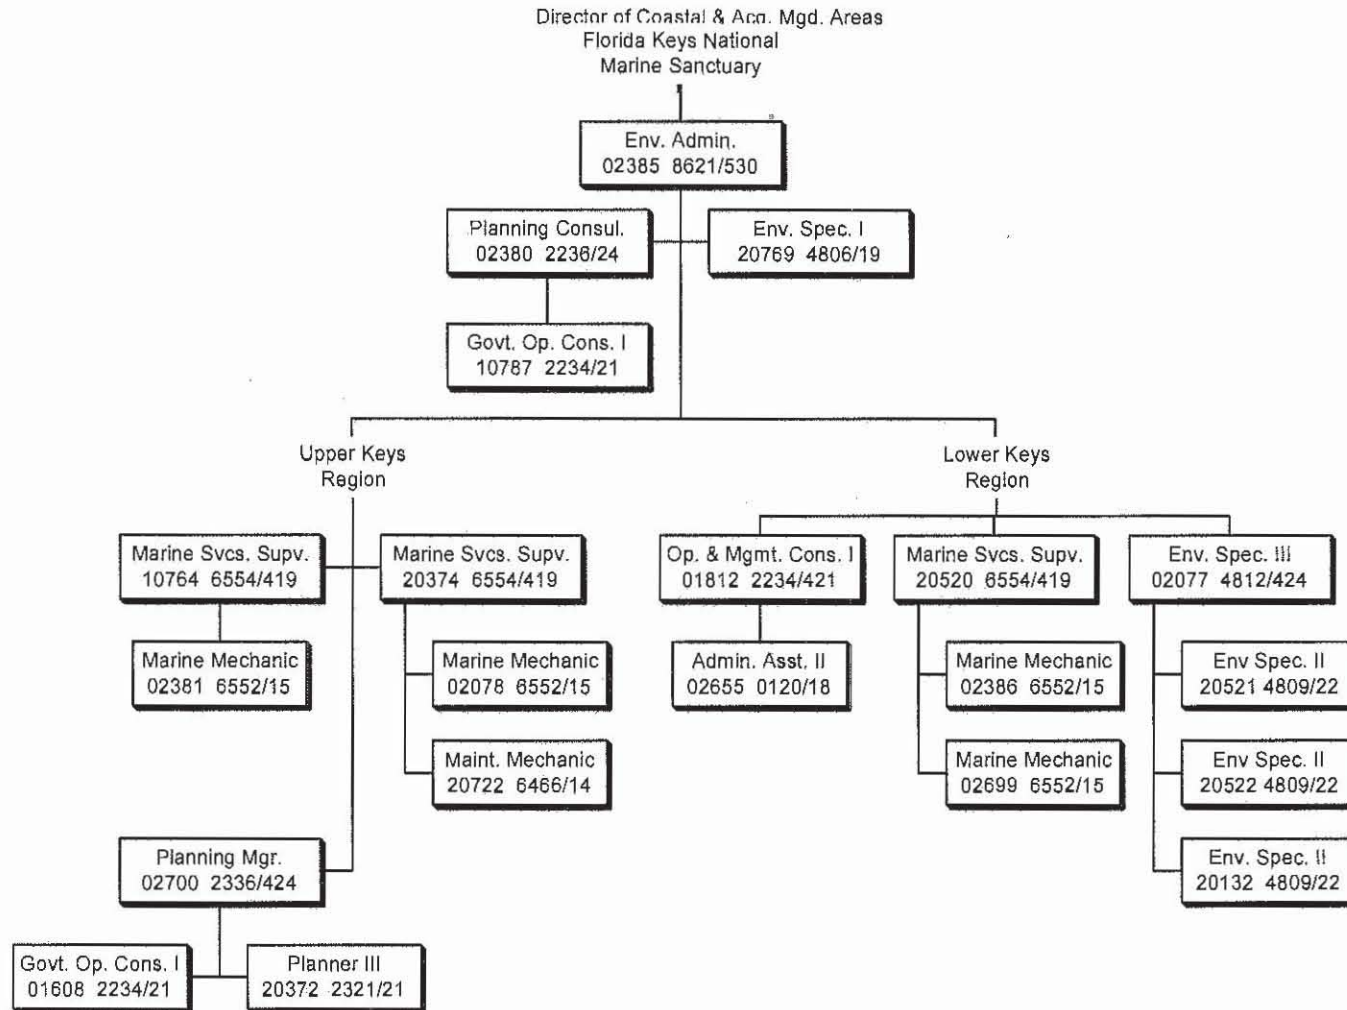 Director of Coastal & Acq. Mgd. Areas
Florida Keys National
Marine Sanctuary
Env. Admin.
02385 8621/530
Planning Consul.
02380 2236/24
Env. Spec. I
20769 4806/19
Govt. Op. Cons. I
10787 2234/21
Upper Keys
Region
Lower Keys
Region
Marine Svcs. Supv.
10764 6554/419
Marine Svcs. Supv.
20374 6554/419
Op. & Mgmt. Cons. I
01812 2234/421
Marine Svcs. Supv.
20520 6554/419
Env. Spec. III
02077 4812/424
Marine Mechanic
02381 6552/15
Marine Mechanic
02078 6552/15
Admin. Asst. II
02655 0120/18
Marine Mechanic
02386 6552/15
Env Spec. II
20521 4809/22
Maint. Mechanic
20722 6466/14
Marine Mechanic
02699 6552/15
Env Spec. II
20522 4809/22
Planning Mgr.
02700 2336/424
Env. Spec. II
20132 4809/22
Govt. Op. Cons. I
01608 2234/21
Planner III
20372 2321/21